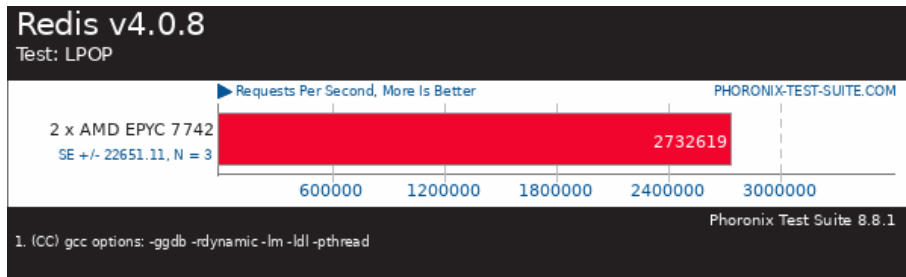 Redis v4.0.8
Test: LPOP
Requests Per Second, More Is Better
PHORONIX-TEST-SUITE.COM
2 x AMD EPYC 7742
SE +/- 22651.11, N = 3
2732619
600000 1200000 1800000 2400000 3000000
Phoronix Test Suite 8.8.1
1. (CC) gcc options: -ggdb -rdynamic -lm -ldl -pthread